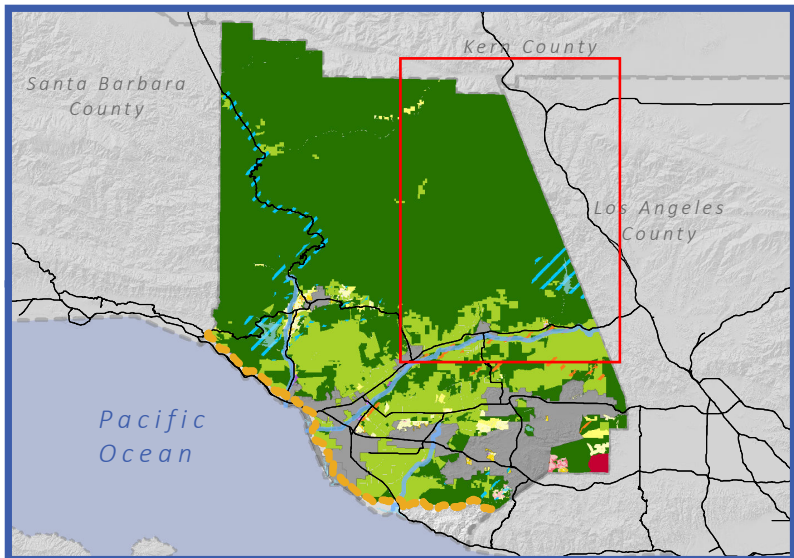 Kern County
Santa Barbara
County
Los Angeles
County
Pacific
Ocean